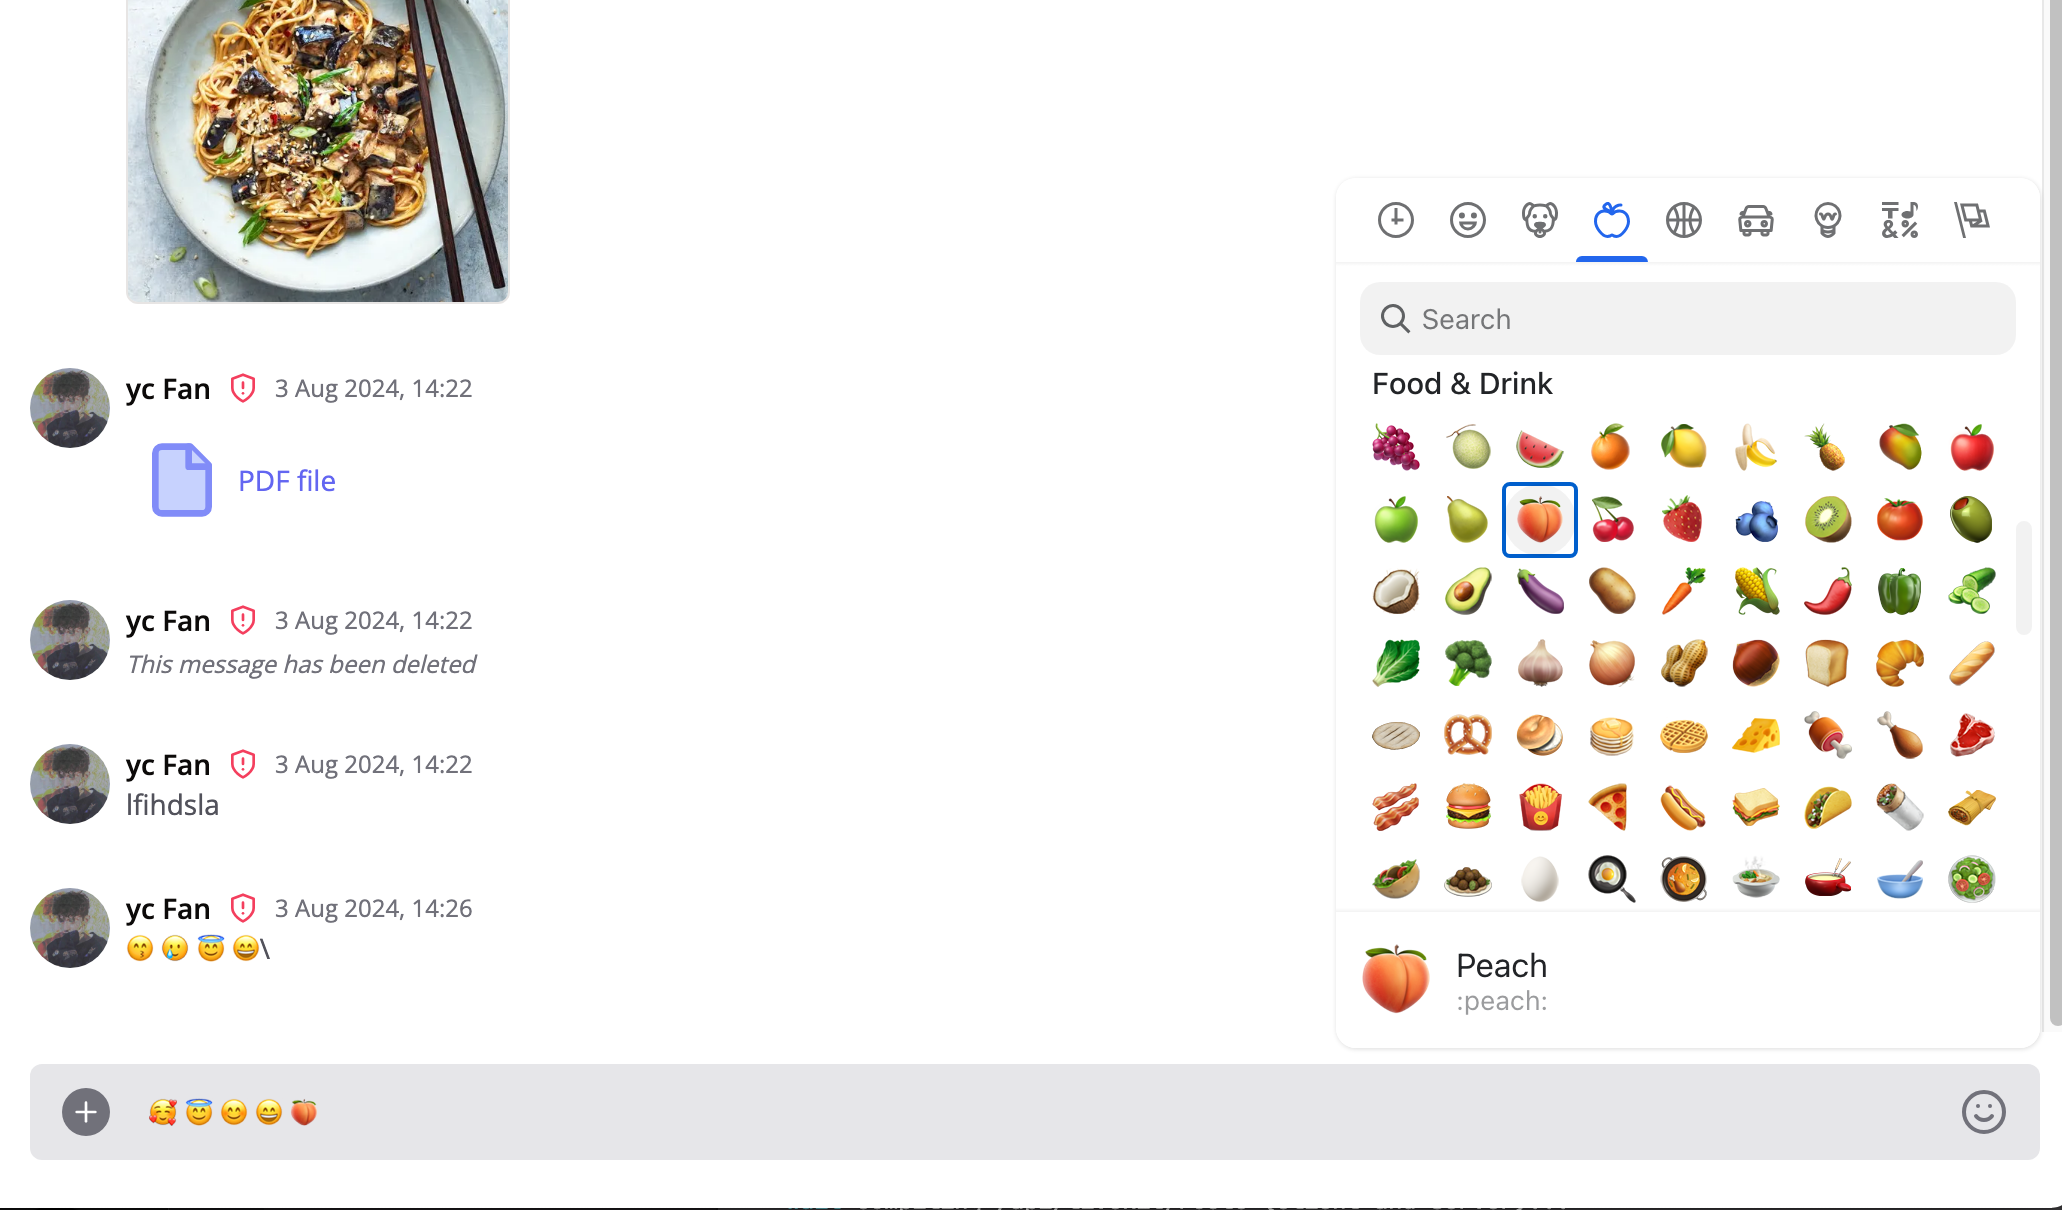 yc Fan 3 Aug 2024, 14:22
PDF file
yc Fan 3 Aug 2024, 14:22
This message has been deleted
yc Fan 3 Aug 2024, 14:22
lfihdsla
yc Fan 3 Aug 2024, 14:26
😙 🥲 😇 😄\
Search
Food & Drink
Peach
:peach:
🥰 😇 😊 😄 🍑